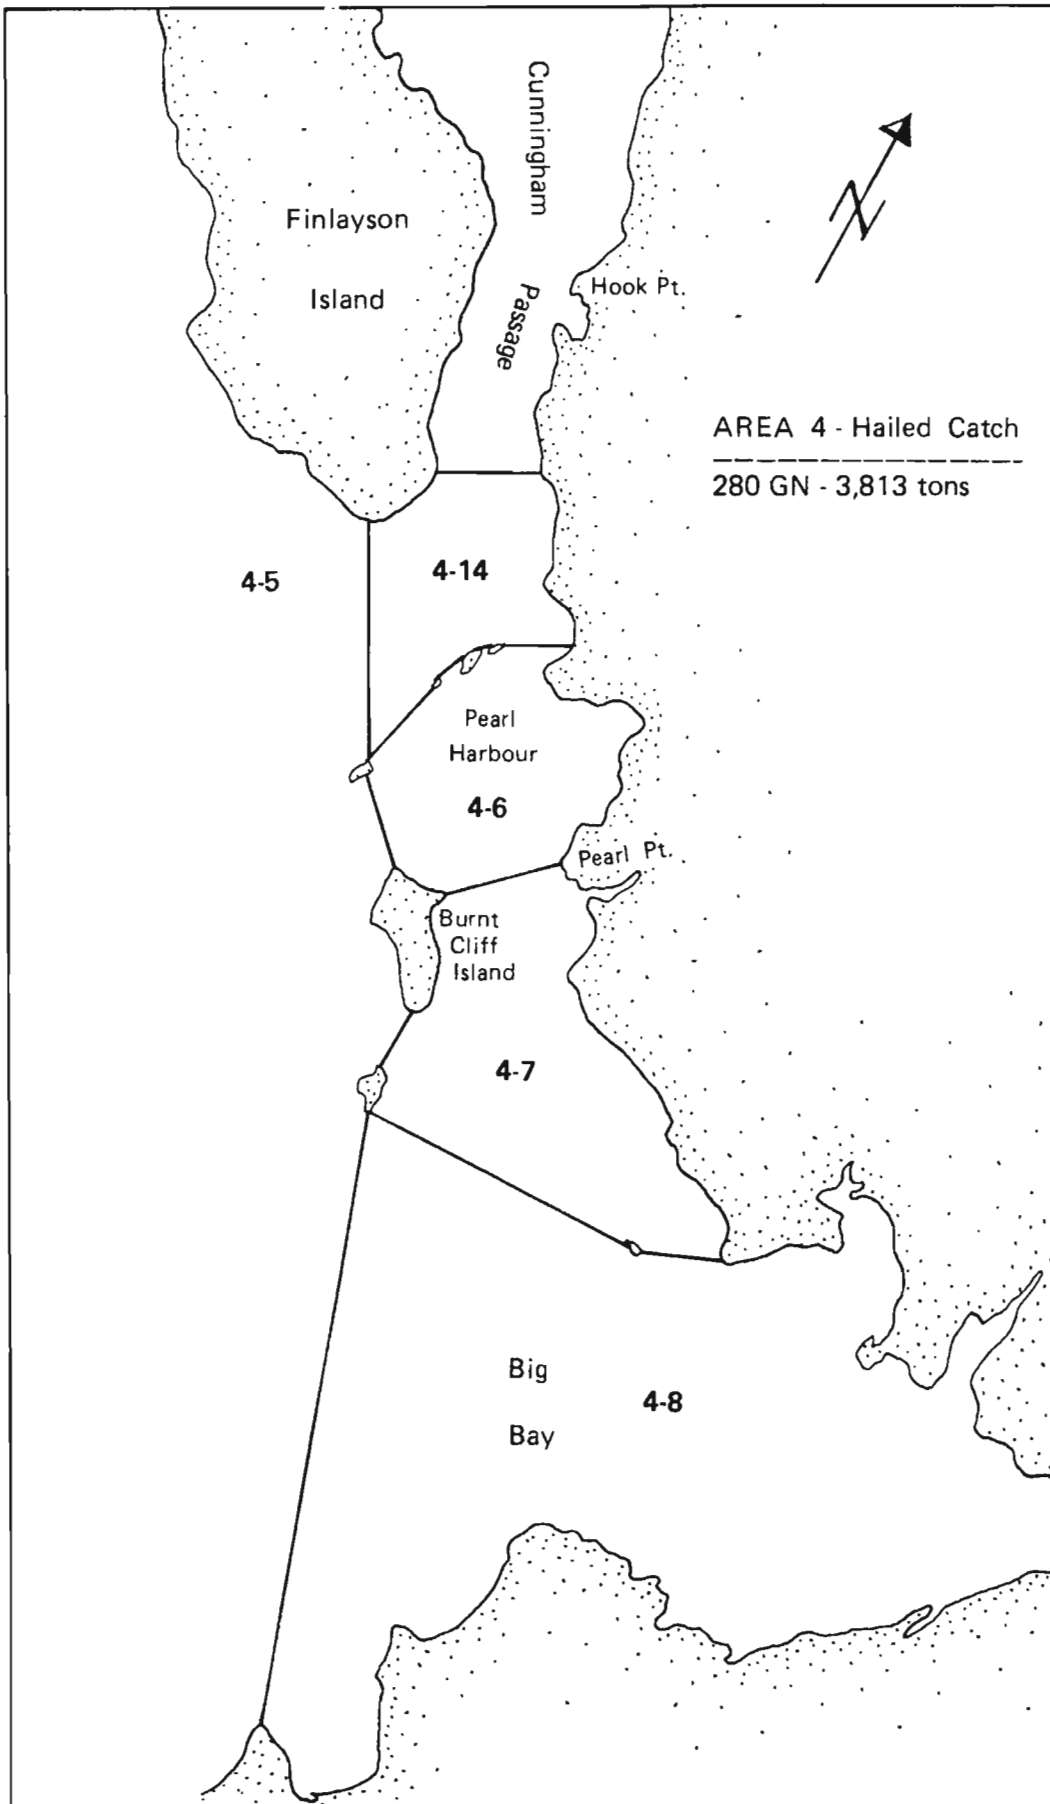 Cunningham
Passage
N
Finlayson
Island
Hook Pt.
AREA 4 - Hailed Catch
280 GN - 3,813 tons
4-5
4-14
Pearl
Harbour
4-6
Pearl Pt.
Burnt
Cliff
Island
4-7
Big
4-8
Bay